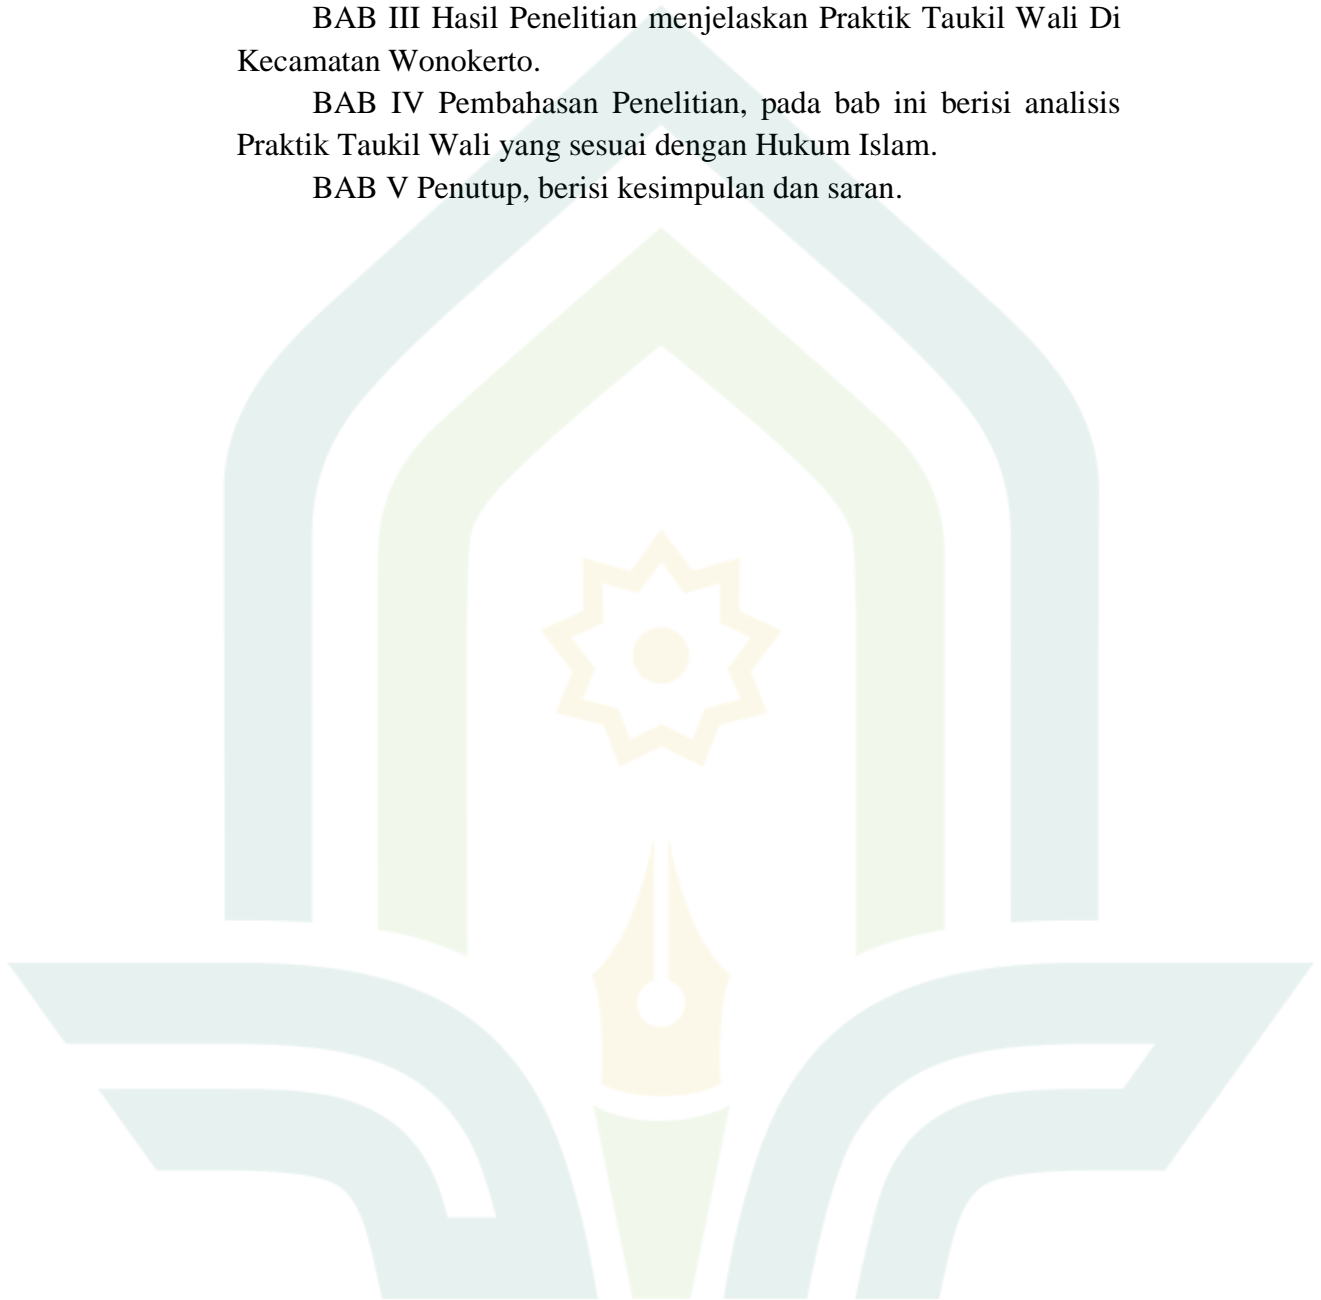 BAB III Hasil Penelitian menjelaskan Praktik Taukil Wali Di
Kecamatan Wonokerto.
BAB IV Pembahasan Penelitian, pada bab ini berisi analisis
Praktik Taukil Wali yang sesuai dengan Hukum Islam.
BAB V Penutup, berisi kesimpulan dan saran.